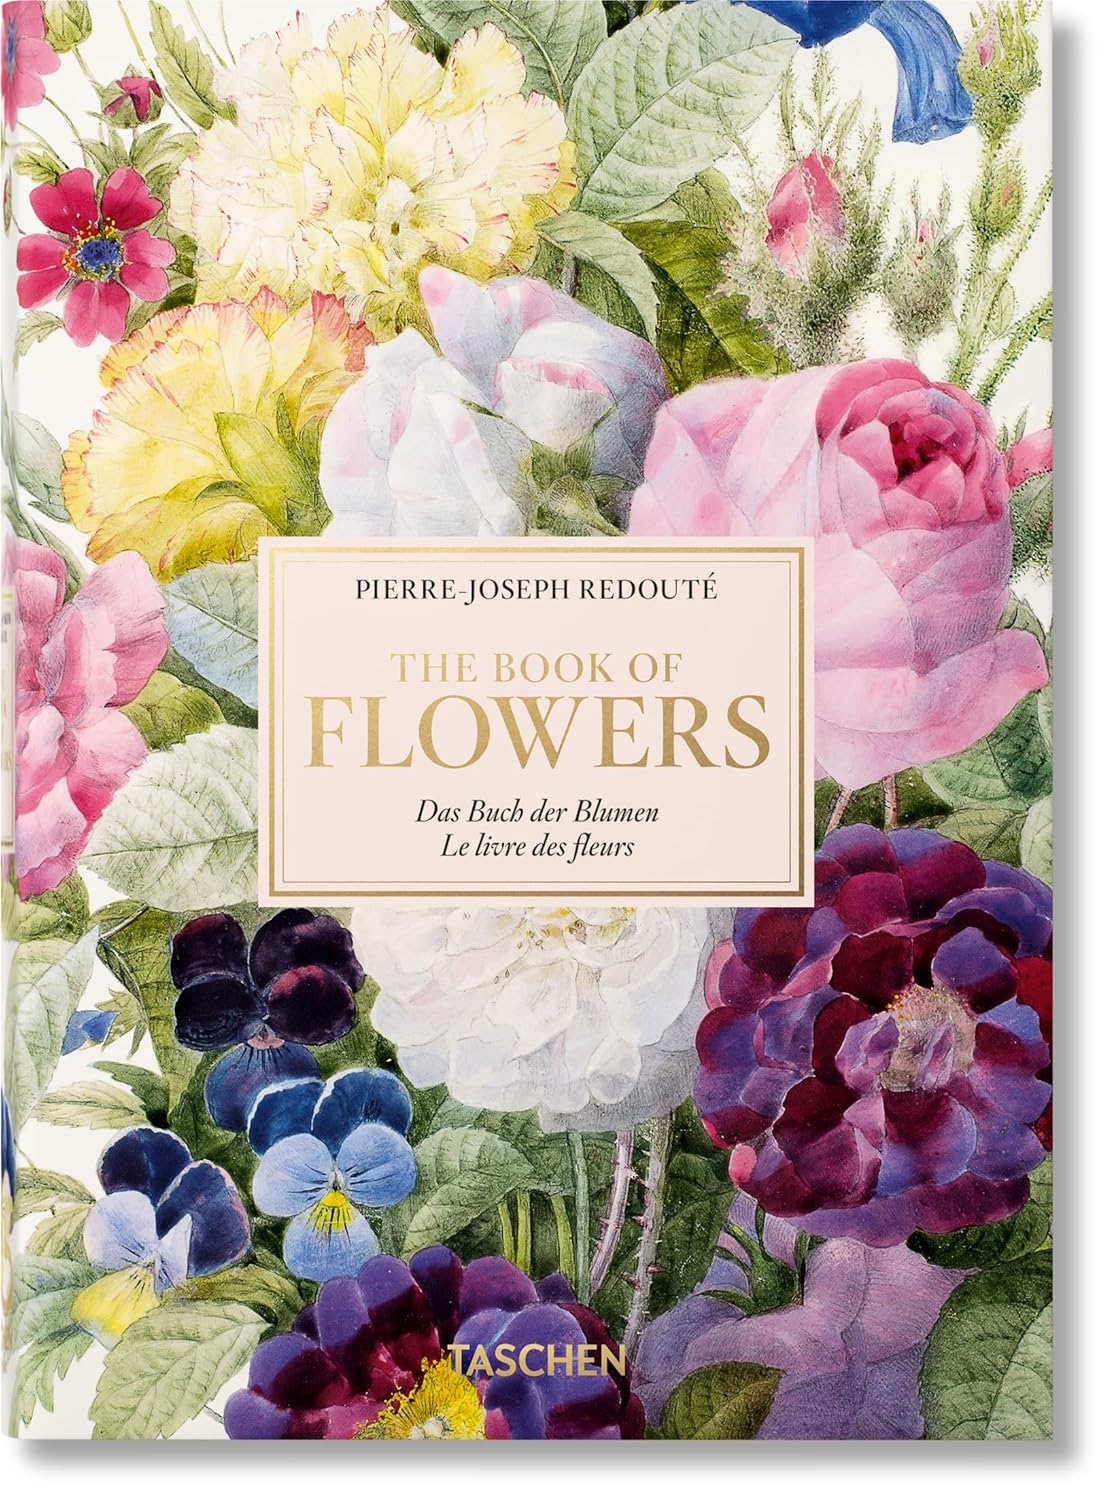 PIERRE-JOSEPH REDOUTÉ
THE BOOK OF
FLOWERS
Das Buch der Blumen
Le livre des fleurs
TASCHEN